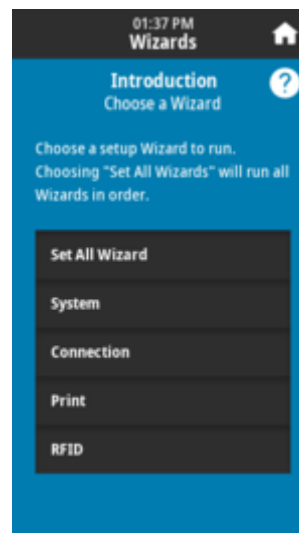 01:37 PM
Wizards
Introduction
?
Choose a Wizard
Choose a setup Wizard to run.
Choosing "Set All Wizards" will run all
Wizards in order.
Set All Wizard
System
Connection
Print
RFID